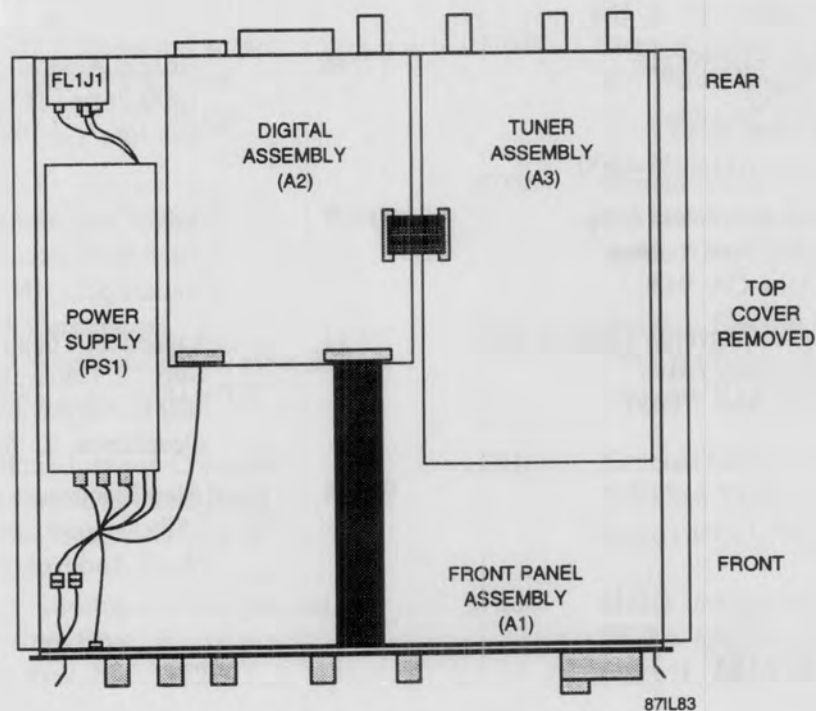 FL1J1
REAR
DIGITAL
ASSEMBLY
(A2)
TUNER
ASSEMBLY
(A3)
POWER
SUPPLY
(PS1)
TOP
COVER
REMOVED
FRONT PANEL
ASSEMBLY
(A1)
FRONT
871L83